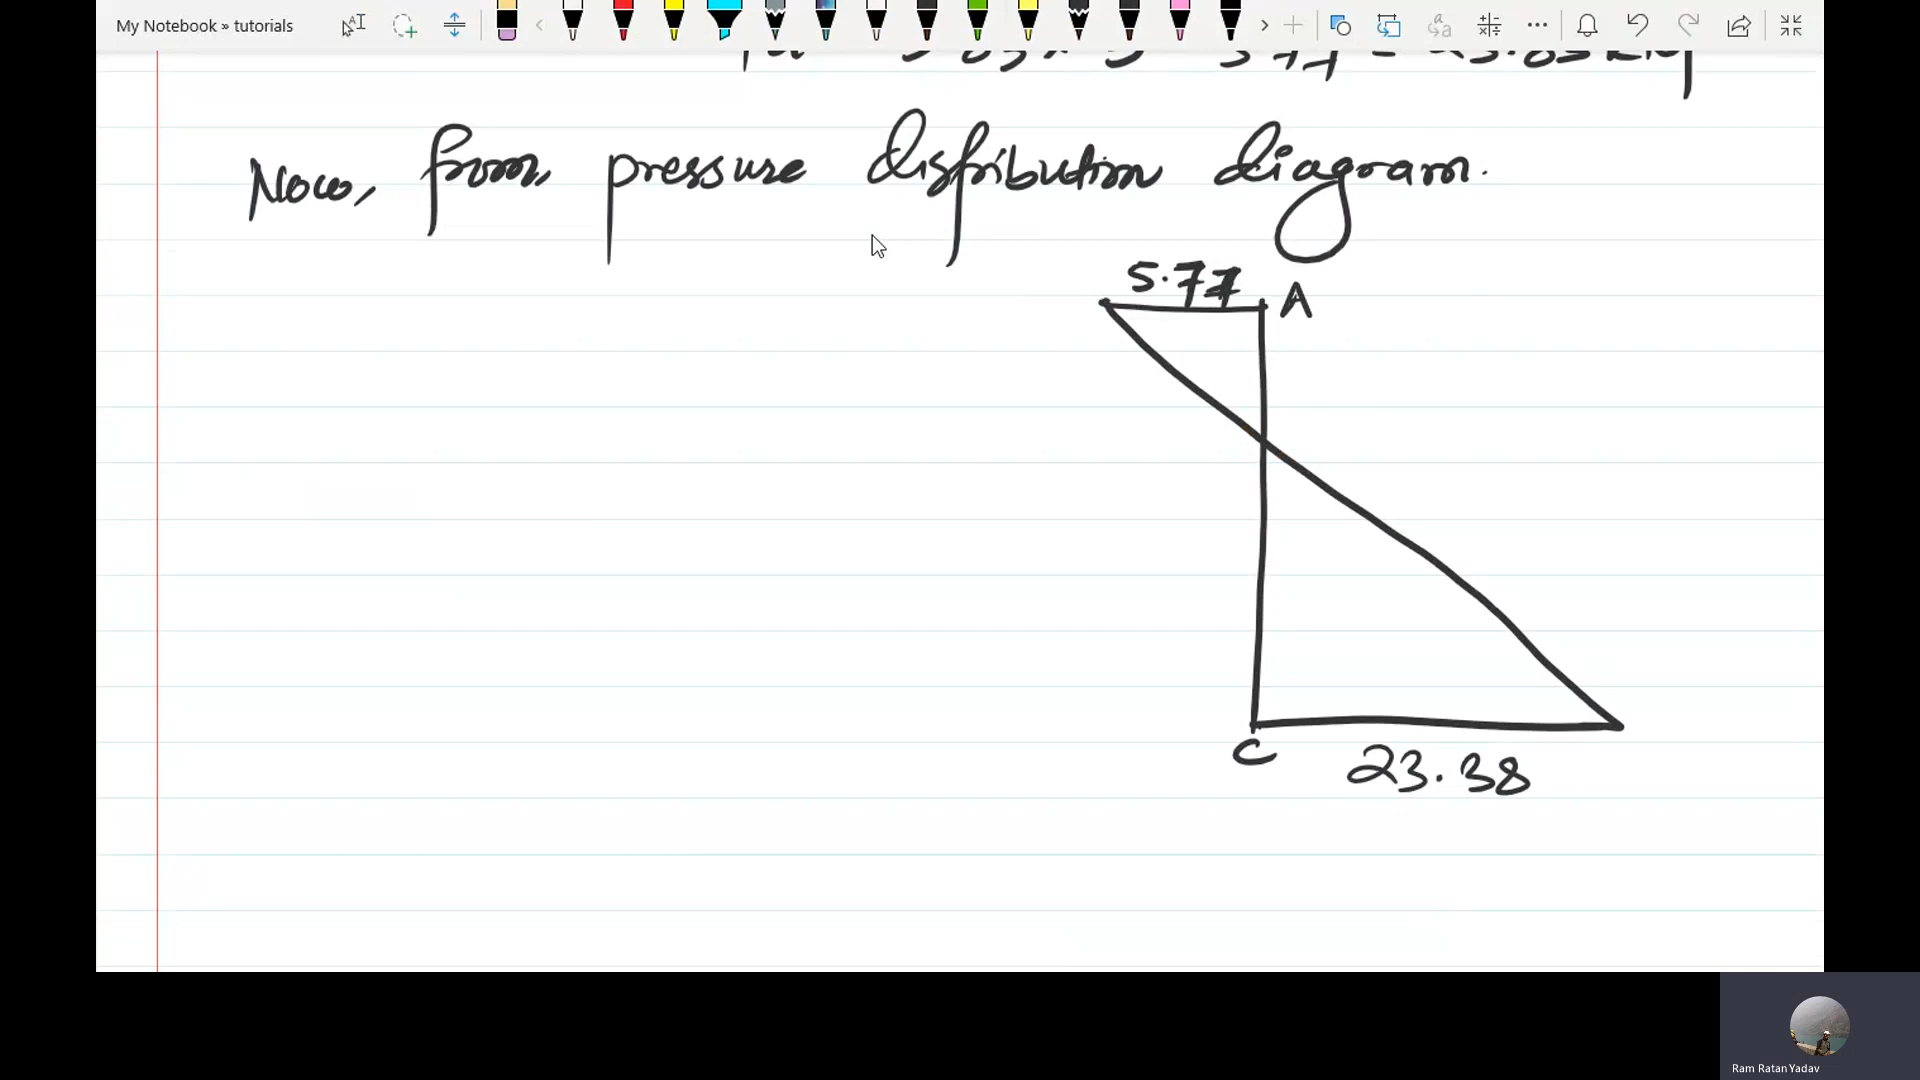 My Notebook » tutorials
Now, from, pressure distribution diagram.
5.77 A
C
23.38
Ram Ratan Yadav